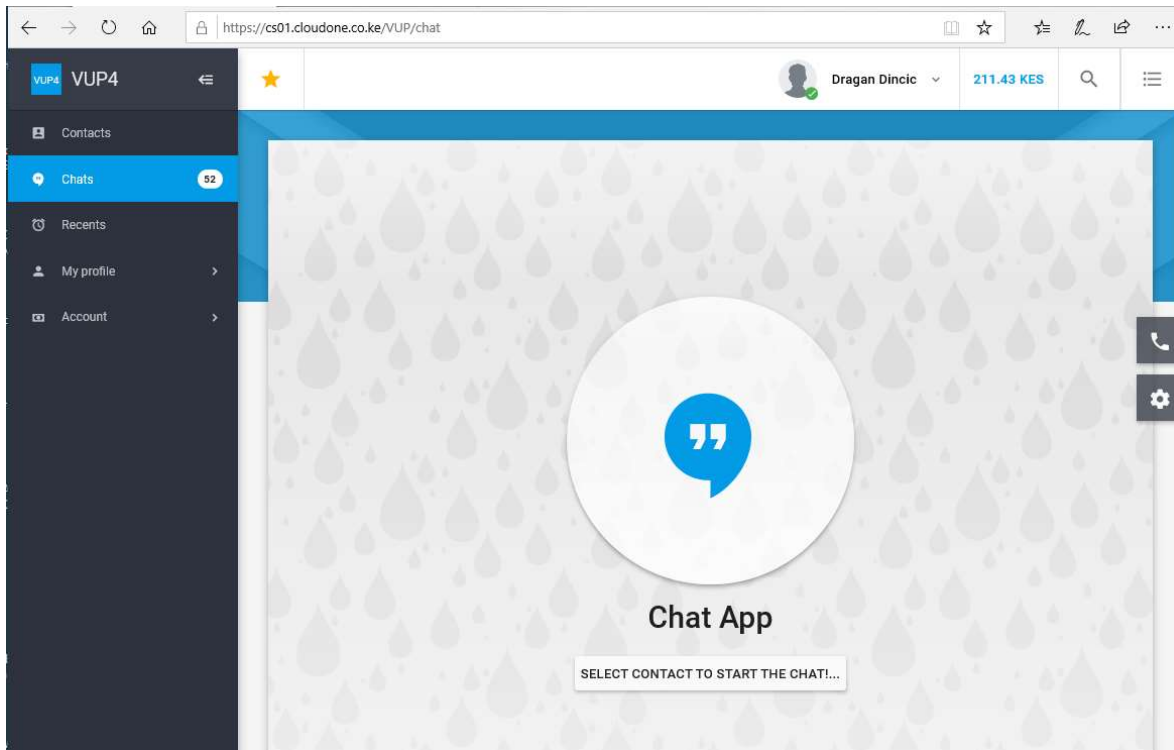 https://cs01.cloudone.co.ke/VUP/chat
VUP4 VUP4
Dragan Dincic
211.43 KES
Contacts
Chats 52
Recents
My profile
Account
Chat App
SELECT CONTACT TO START THE CHAT!...